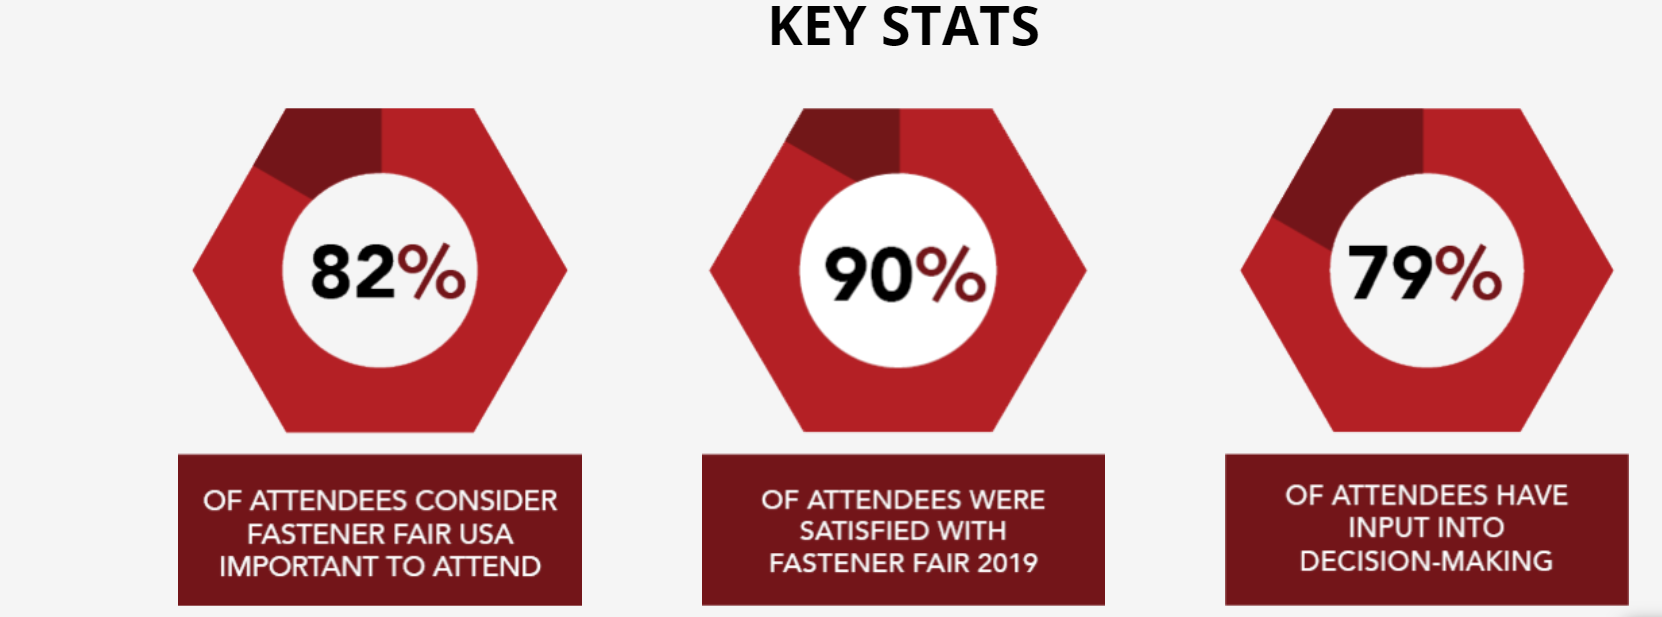 KEY STATS
82%
OF ATTENDEES CONSIDER
FASTENER FAIR USA
IMPORTANT TO ATTEND
90%
OF ATTENDEES WERE
SATISFIED WITH
FASTENER FAIR 2019
79%
OF ATTENDEES HAVE
INPUT INTO
DECISION-MAKING